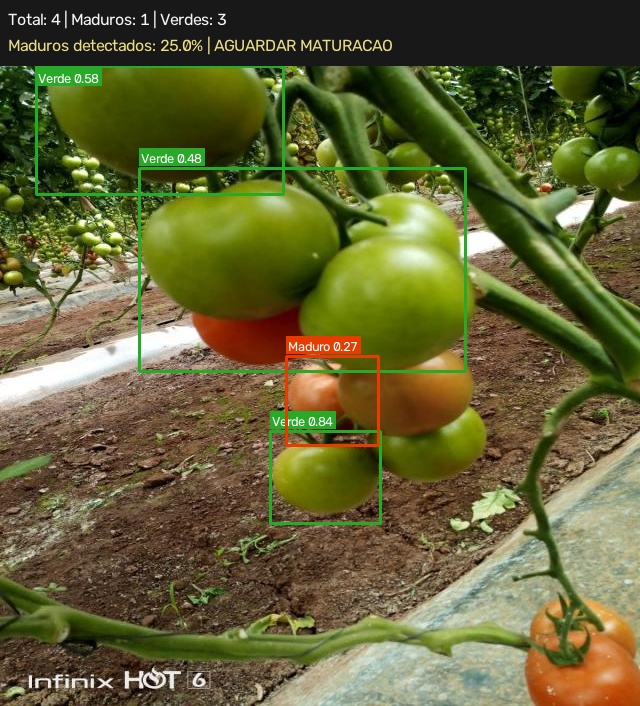 Total: 4 | Maduros: 1 | Verdes: 3
Maduros detectados: 25.0% | AGUARDAR MATURACAO
Verde 0.58
Verde 0.48
Maduro 0.27
Verde 0.84
Infinix HOT 6